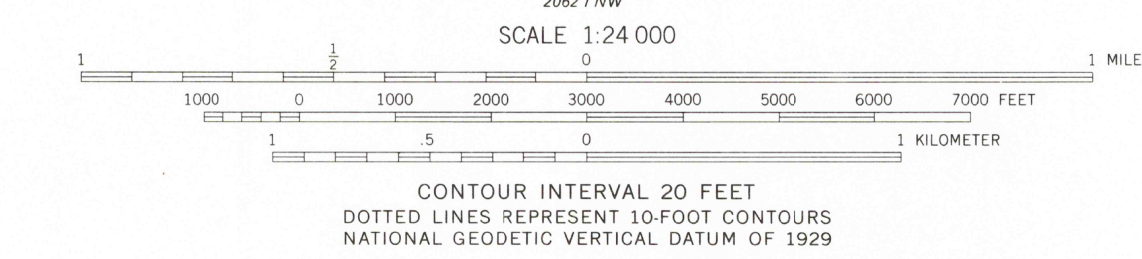 2062 I NW
SCALE 1:24 000
1 1/2 0 1 MILE
1000 0 1000 2000 3000 4000 5000 6000 7000 FEET
1 .5 0 1 KILOMETER
CONTOUR INTERVAL 20 FEET
DOTTED LINES REPRESENT 10-FOOT CONTOURS
NATIONAL GEODETIC VERTICAL DATUM OF 1929